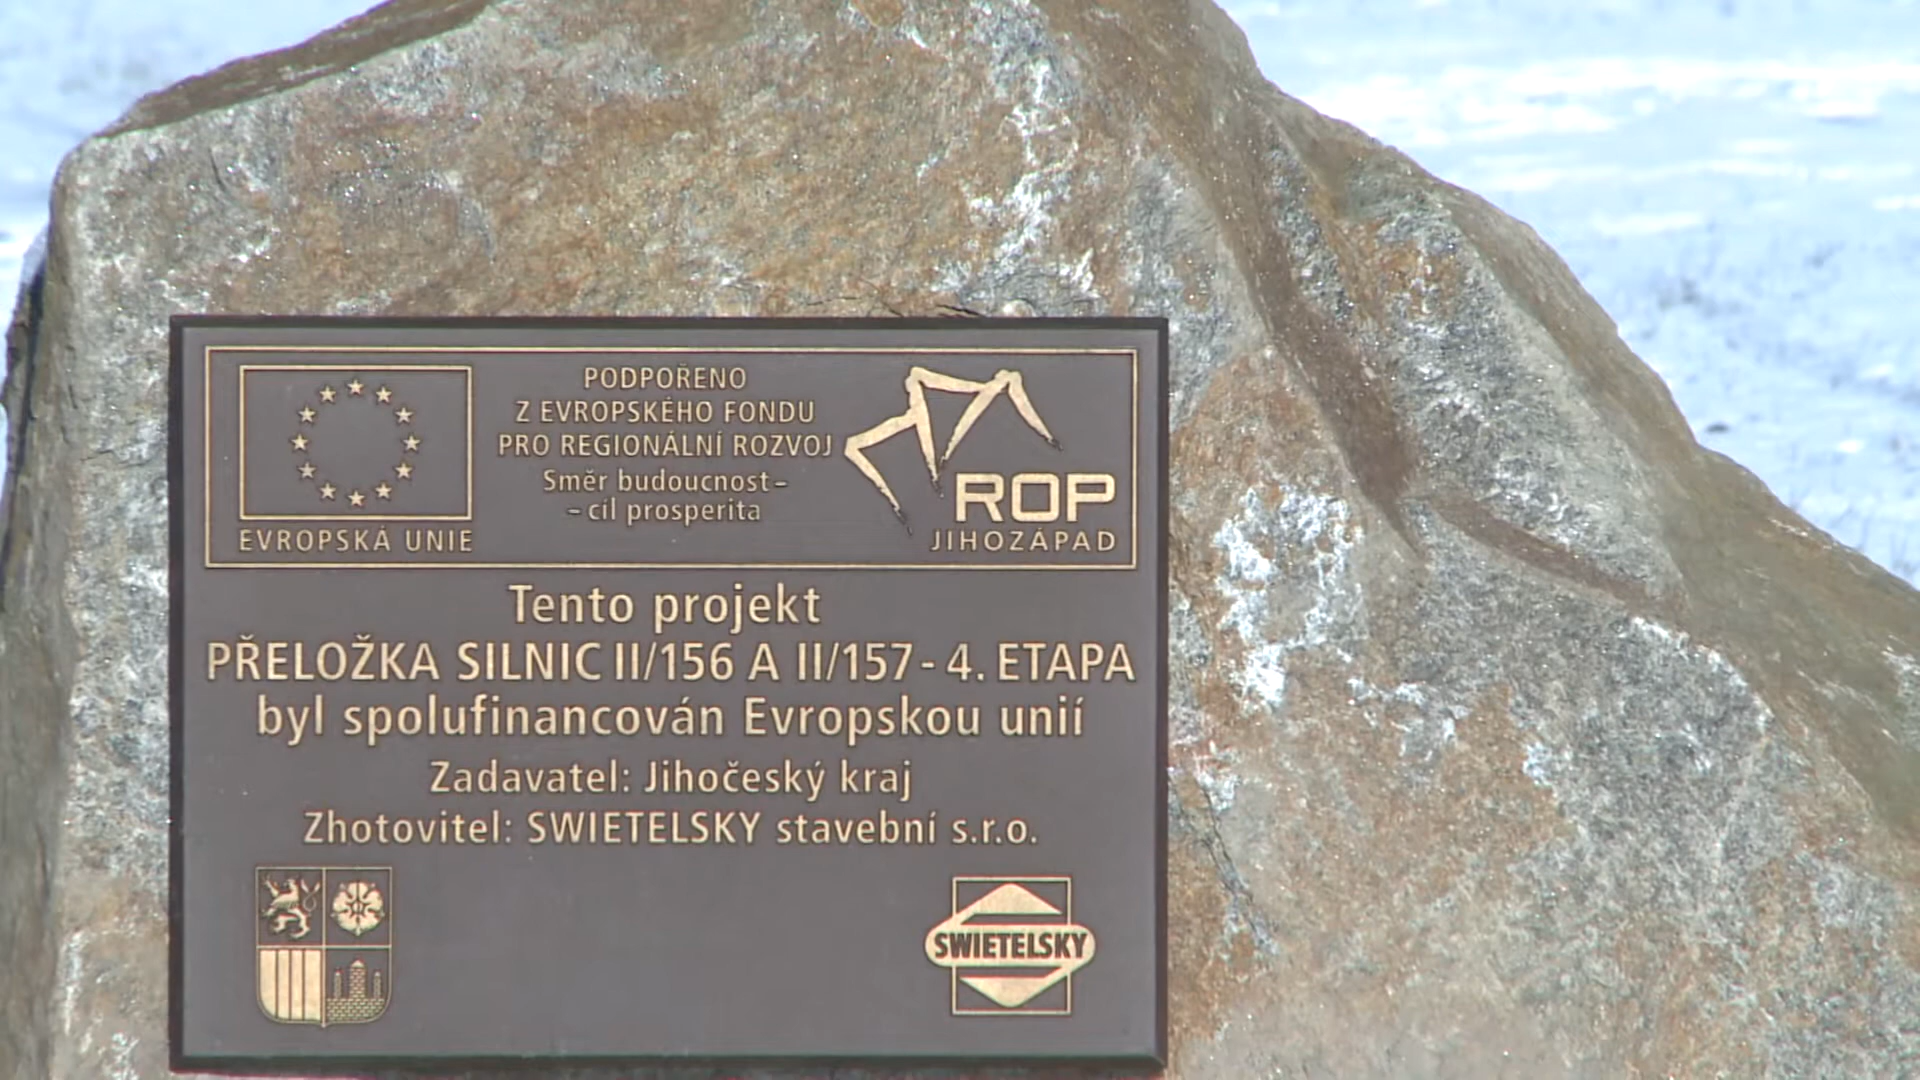 PODPOŘENO
Z EVROPSKÉHO FONDU
PRO REGIONÁLNÍ ROZVOJ
Směr budoucnost -
- cíl prosperita
EVROPSKÁ UNIE
ROP
JIHOZÁPAD
Tento projekt
PŘELOŽKA SILNIC II/156 A II/157 - 4. ETAPA
byl spolufinancován Evropskou unií
Zadavatel: Jihočeský kraj
Zhotovitel: SWIETELSKY stavební s.r.o.
SWIETELSKY